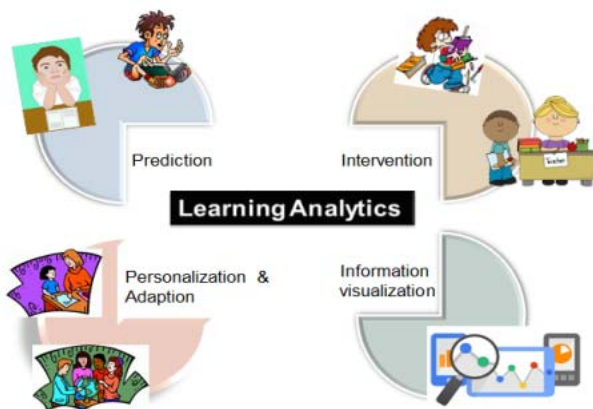 Prediction
Intervention
Teacher
Learning Analytics
Personalization &
Adaption
Information
visualization